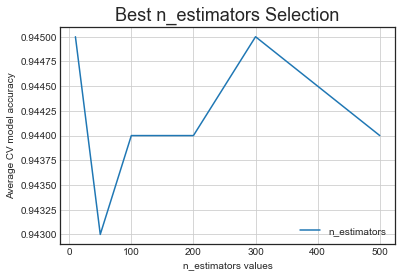 Best n_estimators Selection
Average CV model accuracy
0.94500
0.94475
0.94450
0.94425
0.94400
0.94375
0.94350
0.94325
0.94300
n_estimators
0 100 200 300 400 500
n_estimators values